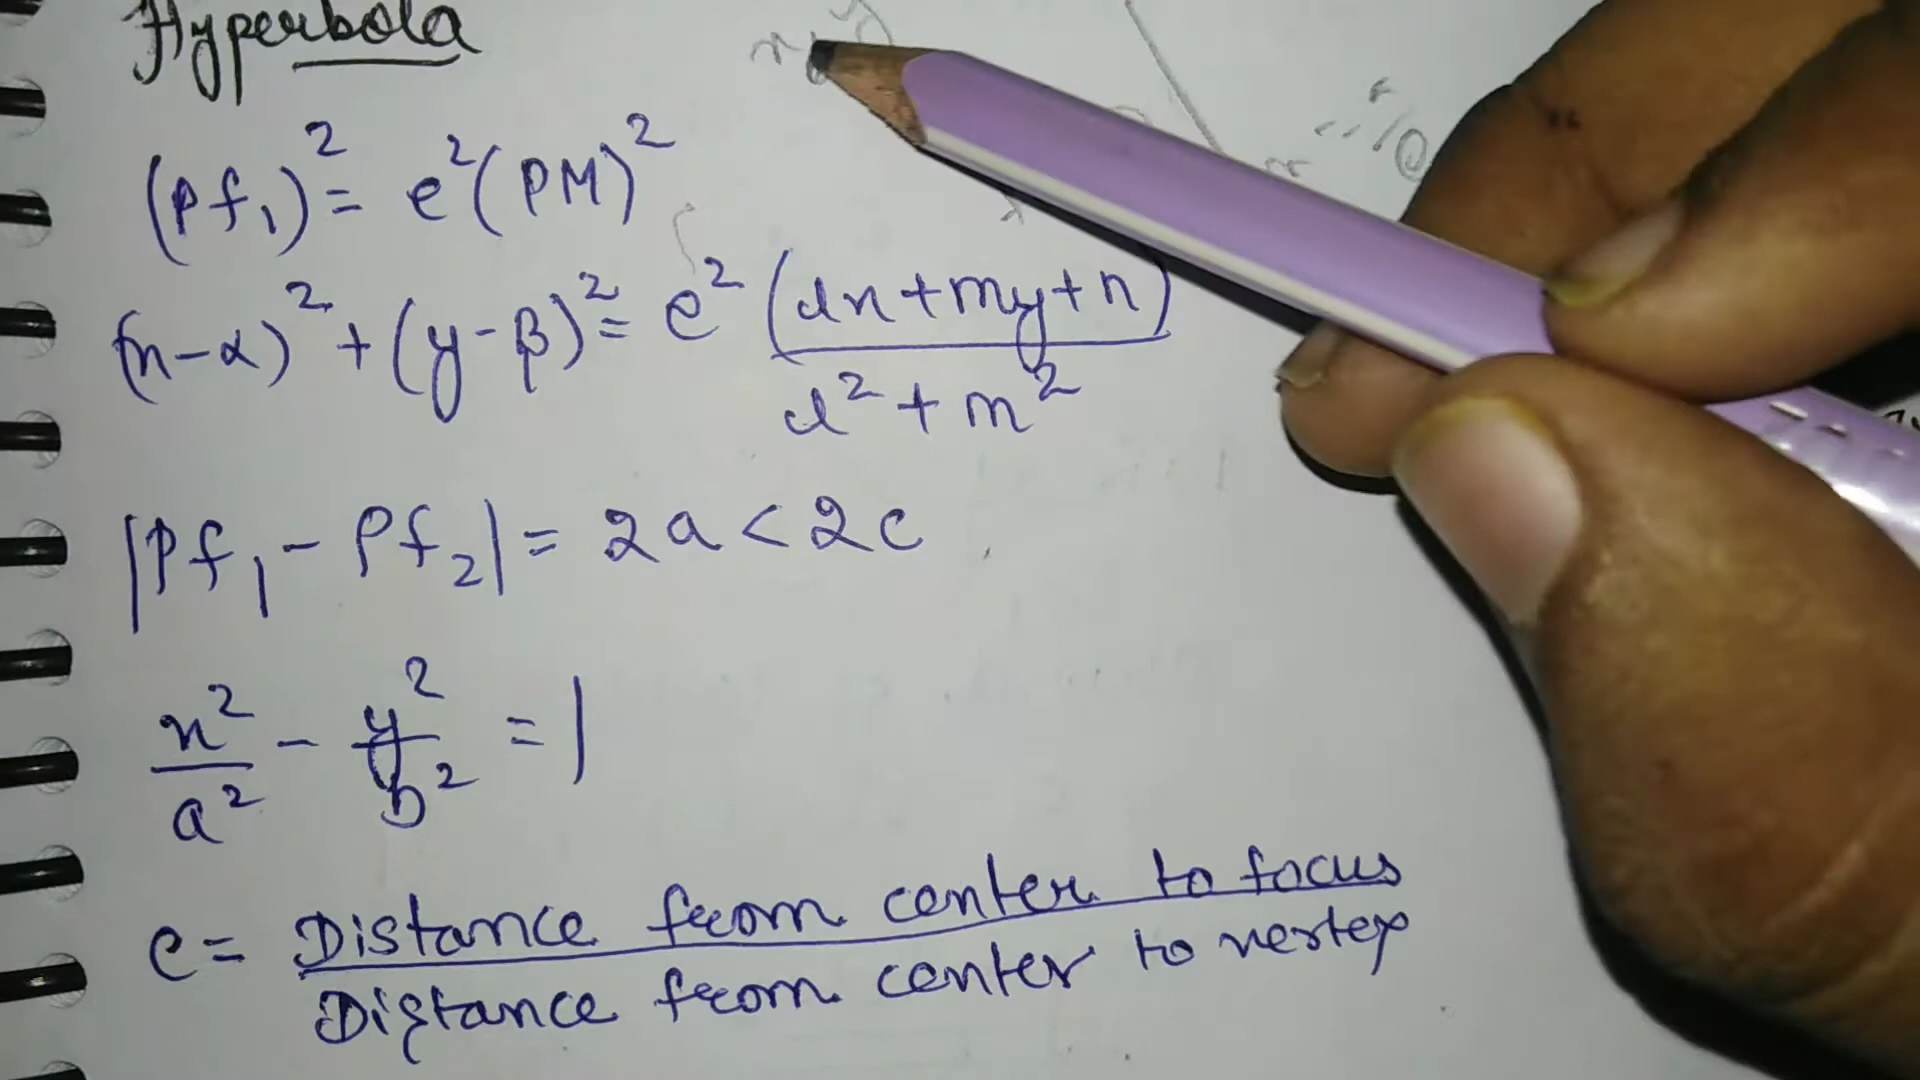 Hyperbola
(Pf₁)² = e²(PM)²
(x-α)² + (y-β)² = e² (lx+my+n) / l²+m²
|Pf₁ - Pf₂| = 2a < 2c
x²/a² - y²/b² = 1
e = Distance from center to focus
Distance from center to vertex